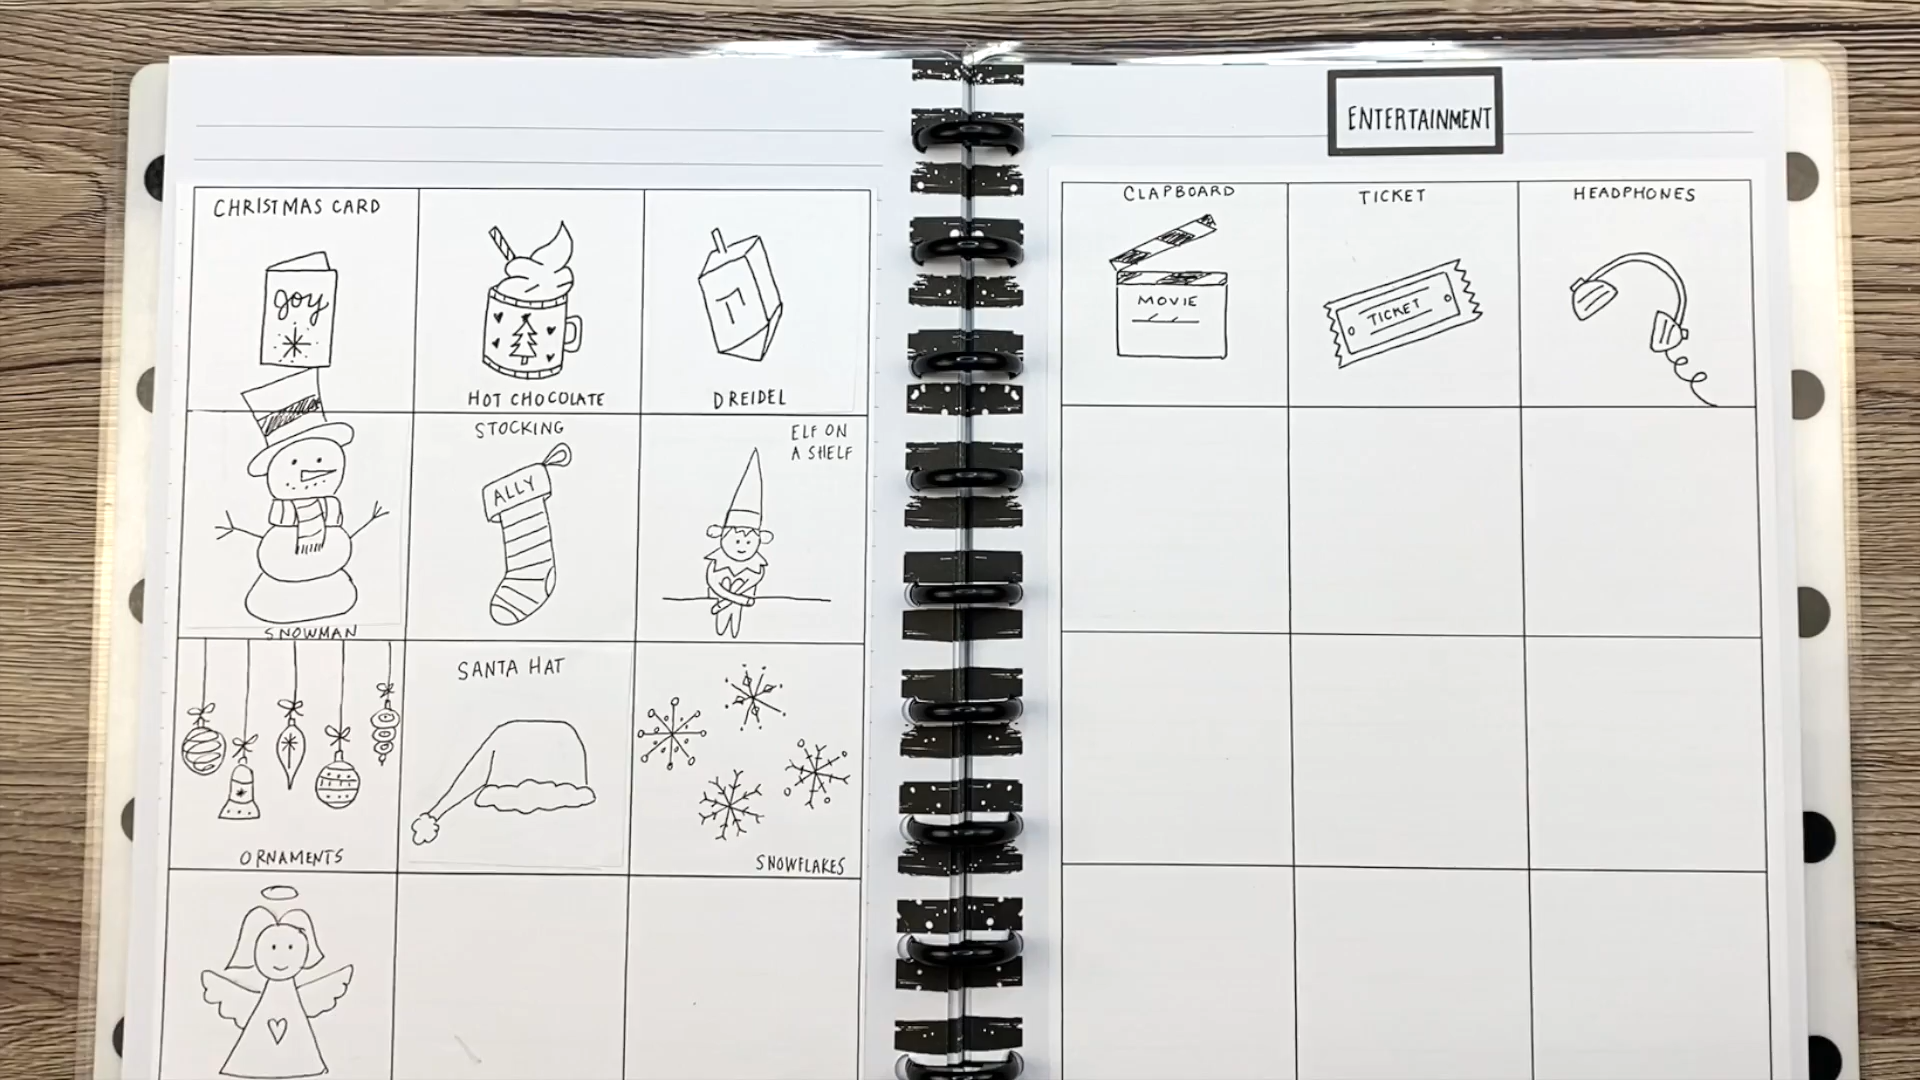 CHRISTMAS CARD
Joy
HOT CHOCOLATE
DREIDEL
STOCKING
ALLY
ELF ON
A SHELF
SNOWMAN
SANTA HAT
ORNAMENTS
SNOWFLAKES
ENTERTAINMENT
CLAPBOARD
MOVIE
TICKET
TICKET
HEADPHONES